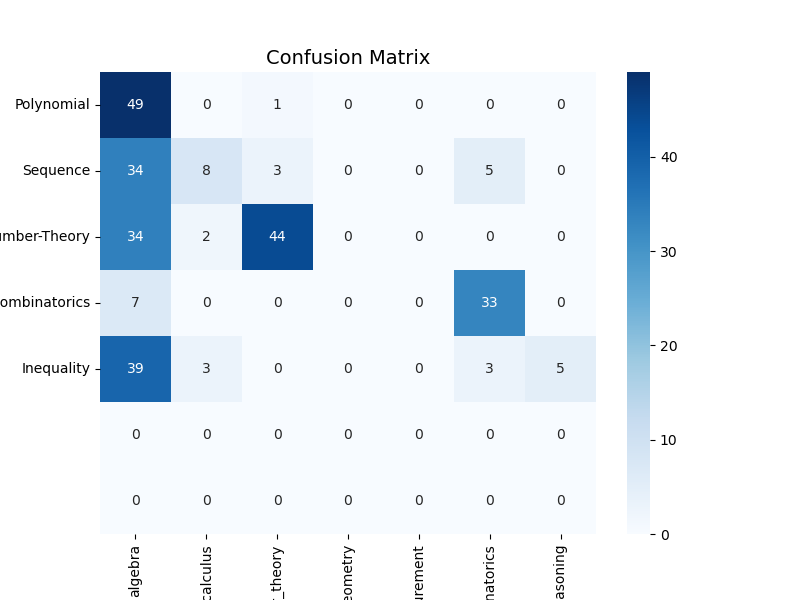 Confusion Matrix
Polynomial 49 0 1 0 0 0 0
Sequence 34 8 3 0 0 5 0
umber-Theory 34 2 44 0 0 0 0
ombinatorics 7 0 0 0 0 33 0
Inequality 39 3 0 0 0 3 5
0 0 0 0 0 0 0
0 0 0 0 0 0 0
algebra calculus _theory eometry urement natorics asoning
40
30
20
10
0